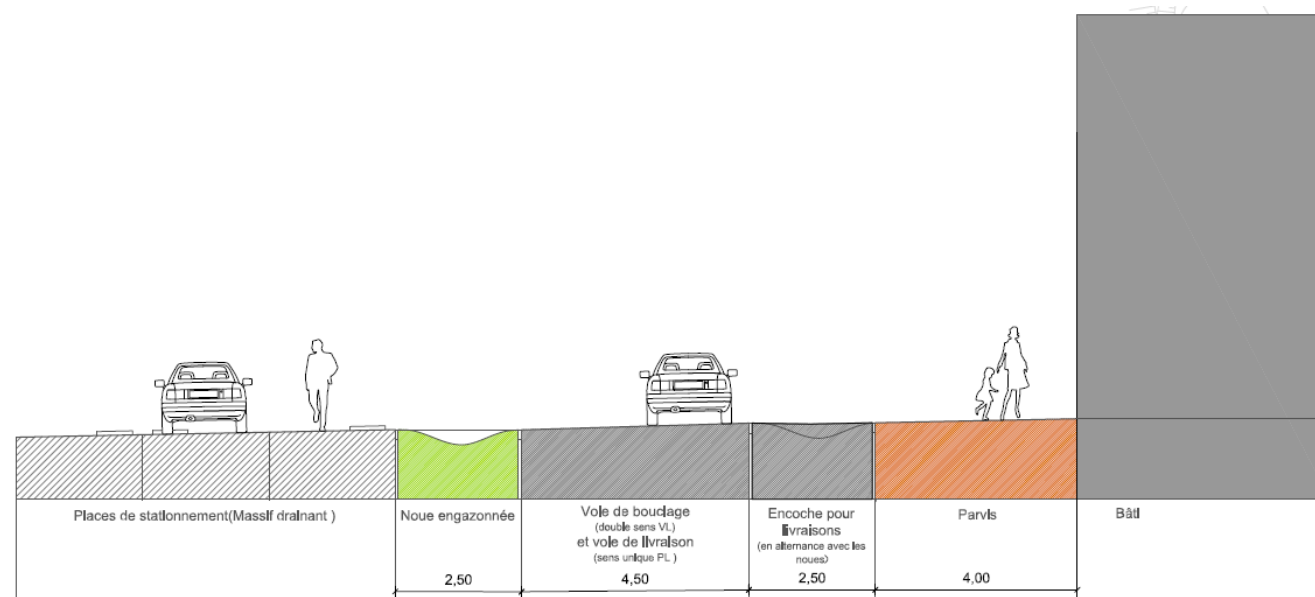 Places de stationnement(Massif drainant )
Noue engazonnée
Voie de bouclage
(double sens VL)
et voie de livraison
(sens unique PL )
Encoche pour
livraisons
(en alternance avec les
noues)
Parvis
Bâti
2,50
4,50
2,50
4,00